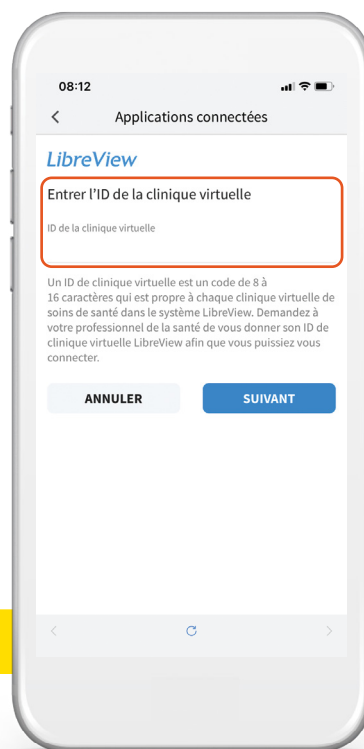 08:12
Applications connectées
LibreView
Entrer l'ID de la clinique virtuelle
ID de la clinique virtuelle
Un ID de clinique virtuelle est un code de 8 à
16 caractères qui est propre à chaque clinique virtuelle de
soins de santé dans le système LibreView. Demandez à
votre professionnel de la santé de vous donner son ID de
clinique virtuelle LibreView afin que vous puissiez vous
connecter.
ANNULER
SUIVANT